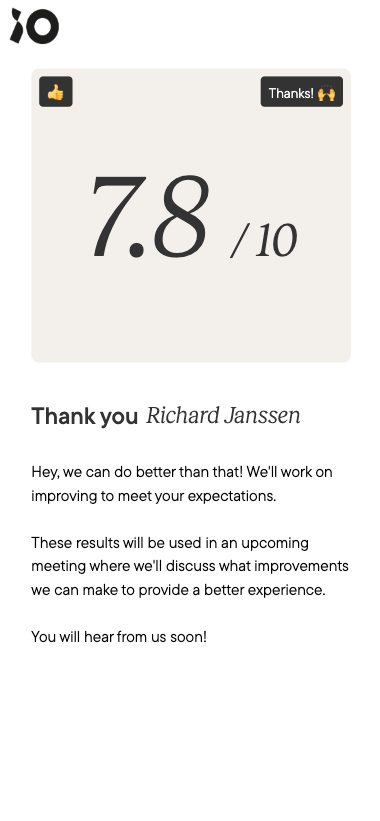 iO
👍
Thanks! 🙌
7.8 / 10
Thank you Richard Janssen
Hey, we can do better than that! We'll work on
improving to meet your expectations.
These results will be used in an upcoming
meeting where we'll discuss what improvements
we can make to provide a better experience.
You will hear from us soon!